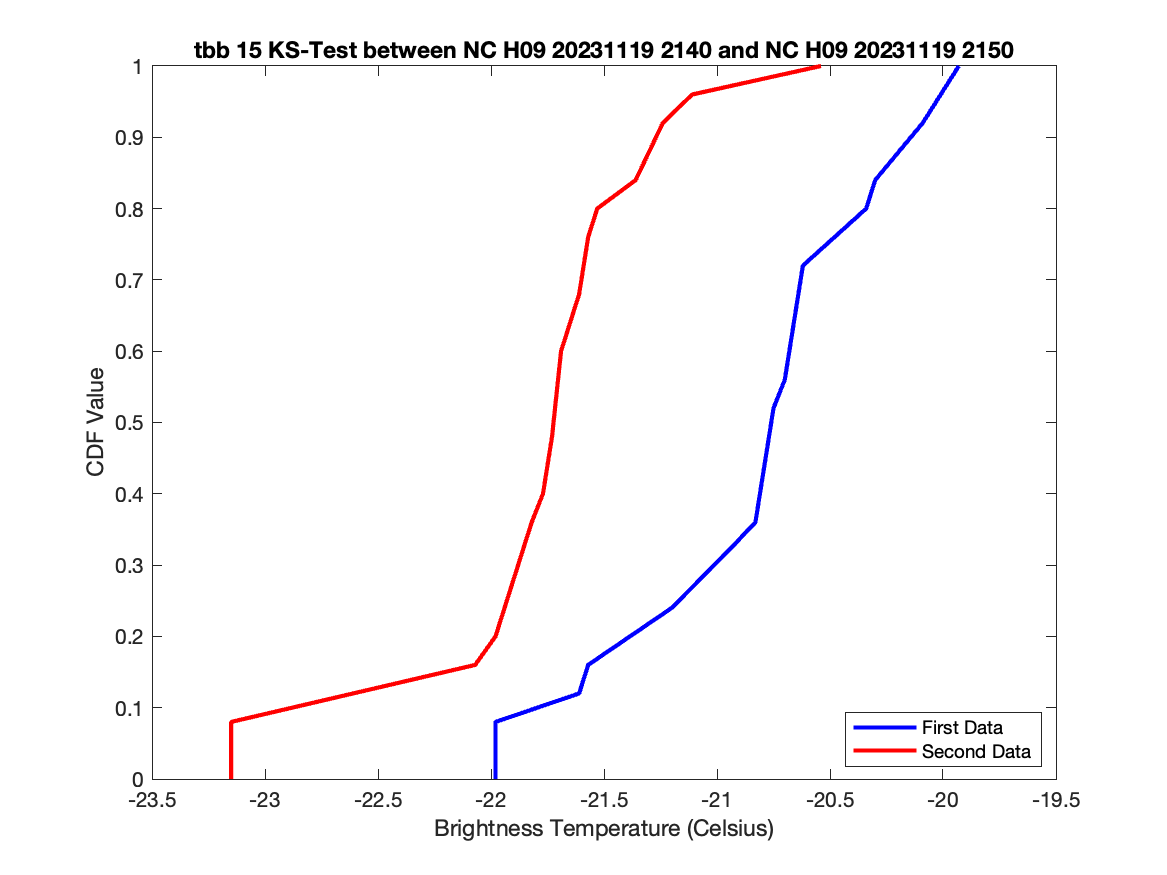 tbb 15 KS-Test between NC H09 20231119 2140 and NC H09 20231119 2150
1
0.9
0.8
0.7
0.6
0.5
0.4
0.3
0.2
0.1
0
CDF Value
First Data
Second Data
-23.5 -23 -22.5 -22 -21.5 -21 -20.5 -20 -19.5
Brightness Temperature (Celsius)